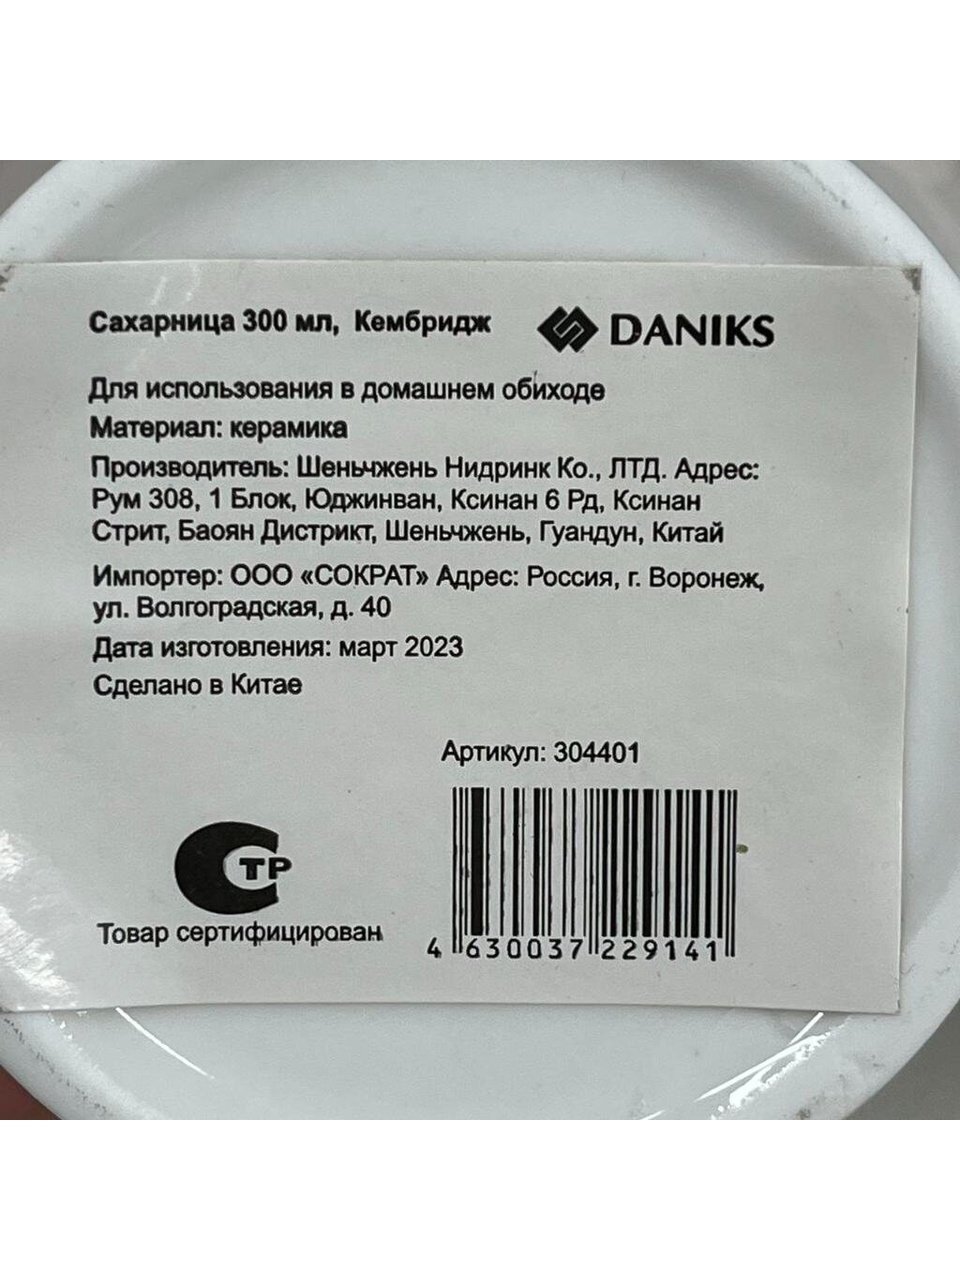 Сахарница 300 мл, Кембридж
DANIKS
Для использования в домашнем обиходе
Материал: керамика
Производитель: Шеньчжень Нидринк Ко., ЛТД. Адрес:
Рум 308, 1 Блок, Юджинван, Ксинан 6 Рд, Ксинан
Стрит, Баоян Дистрикт, Шеньчжень, Гуандун, Китай
Импортер: ООО «СОКРАТ» Адрес: Россия, г. Воронеж,
ул. Волгоградская, д. 40
Дата изготовления: март 2023
Сделано в Китае
Артикул: 304401
СТР
Товар сертифицирован
4 630037 229141